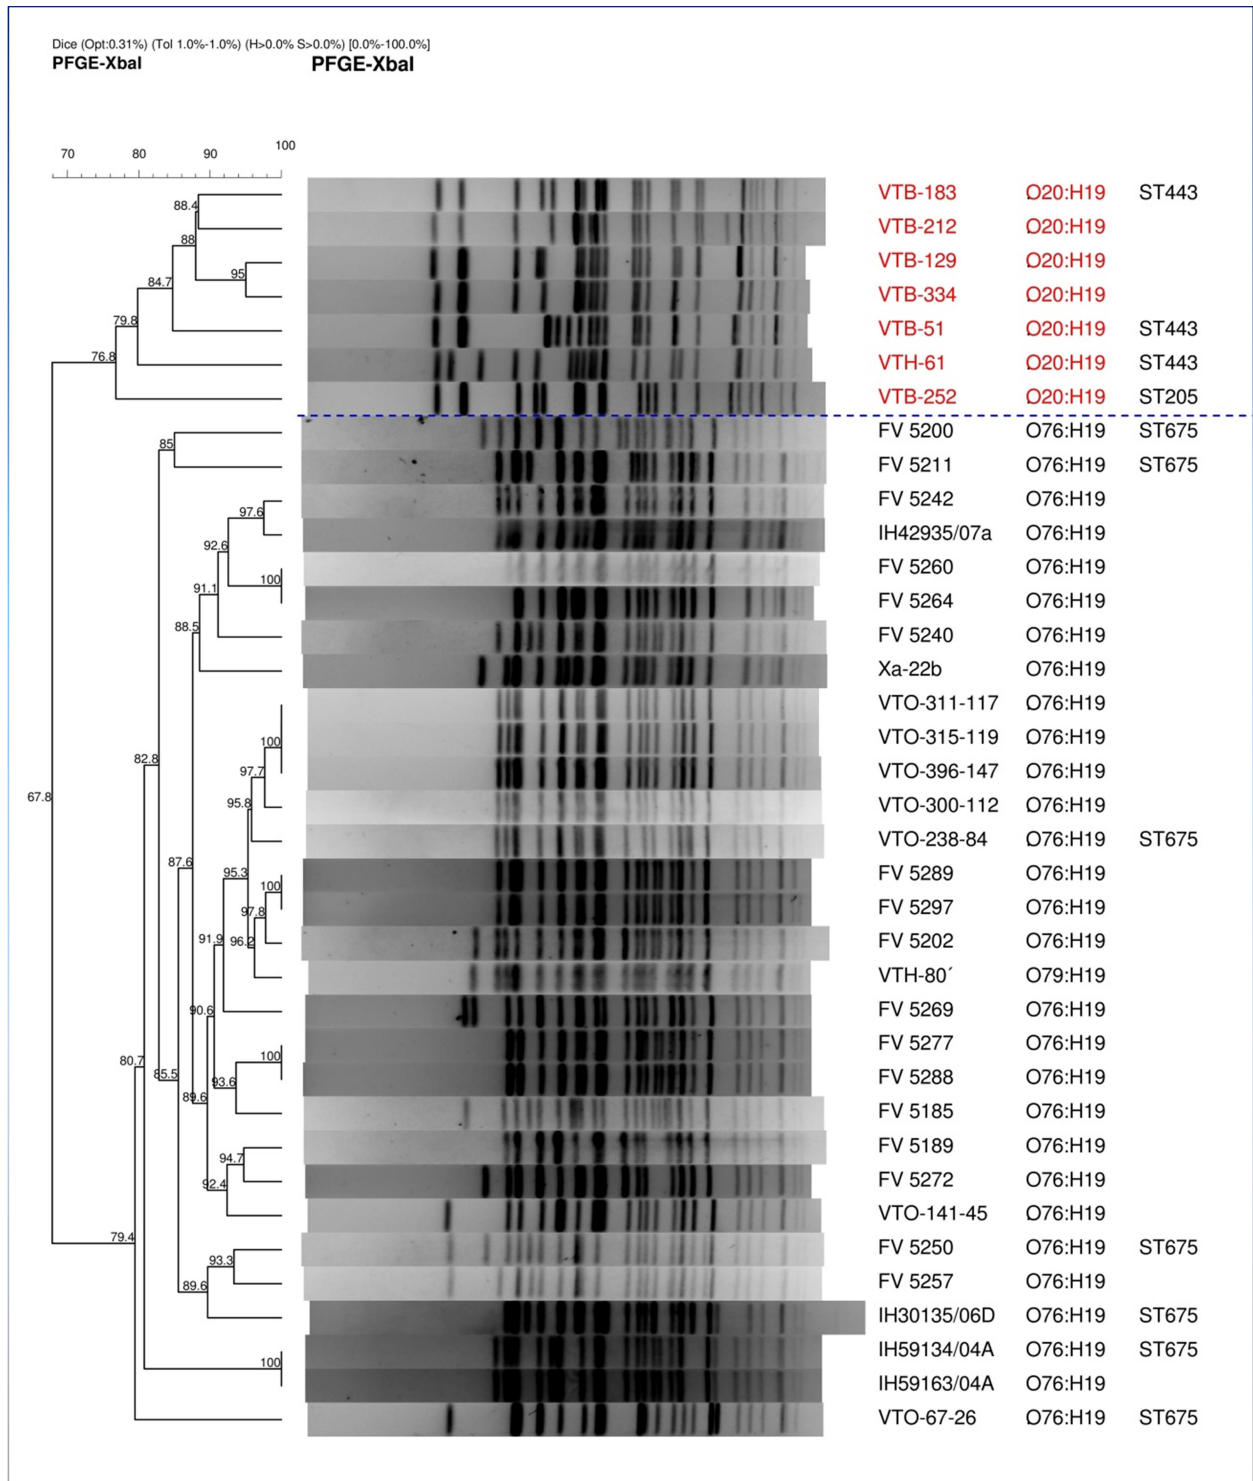 Dice (Opt:0.31%) (Tol 1.0%-1.0%) (H>0.0% S>0.0%) [0.0%-100.0%]
PFGE-XbaI PFGE-XbaI
70 80 90 100
VTB-183 O20:H19 ST443
88.4
VTB-212 O20:H19
88
VTB-129 O20:H19
95
84.7
VTB-334 O20:H19
79.8
VTB-51 O20:H19 ST443
76.8
VTH-61 O20:H19 ST443
VTB-252 O20:H19 ST205
FV 5200 O76:H19 ST675
85
FV 5211 O76:H19 ST675
FV 5242 O76:H19
97.6
IH42935/07a O76:H19
92.6
FV 5260 O76:H19
100
91.1
FV 5264 O76:H19
88.5
FV 5240 O76:H19
Xa-22b O76:H19
VTO-311-117 O76:H19
100
VTO-315-119 O76:H19
82.8
97.7
VTO-396-147 O76:H19
67.8
95.8
VTO-300-112 O76:H19
VTO-238-84 O76:H19 ST675
87.6
95.3
FV 5289 O76:H19
100
FV 5297 O76:H19
97.8
91.9
96.2
FV 5202 O76:H19
VTH-80´ O79:H19
90.6
FV 5269 O76:H19
FV 5277 O76:H19
80.7
100
85.5
93.6
FV 5288 O76:H19
89.6
FV 5185 O76:H19
FV 5189 O76:H19
94.7
FV 5272 O76:H19
92.4
VTO-141-45 O76:H19
79.4
FV 5250 O76:H19 ST675
93.3
FV 5257 O76:H19
89.6
IH30135/06D O76:H19 ST675
IH59134/04A O76:H19 ST675
100
IH59163/04A O76:H19
VTO-67-26 O76:H19 ST675